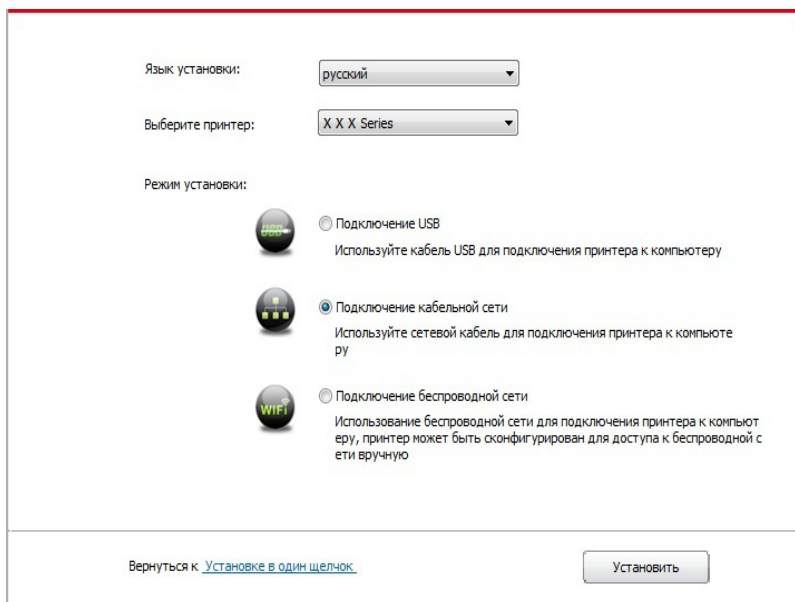 Язык установки:
русский
Выберите принтер:
X X X Series
Режим установки:
USB
Подключение USB
Используйте кабель USB для подключения принтера к компьютеру
Подключение кабельной сети
Используйте сетевой кабель для подключения принтера к компьюте
ру
WiFi
Подключение беспроводной сети
Использование беспроводной сети для подключения принтера к компьют
еру, принтер может быть сконфигурирован для доступа к беспроводной с
ети вручную
Вернуться к Установке в один щелчок
Установить